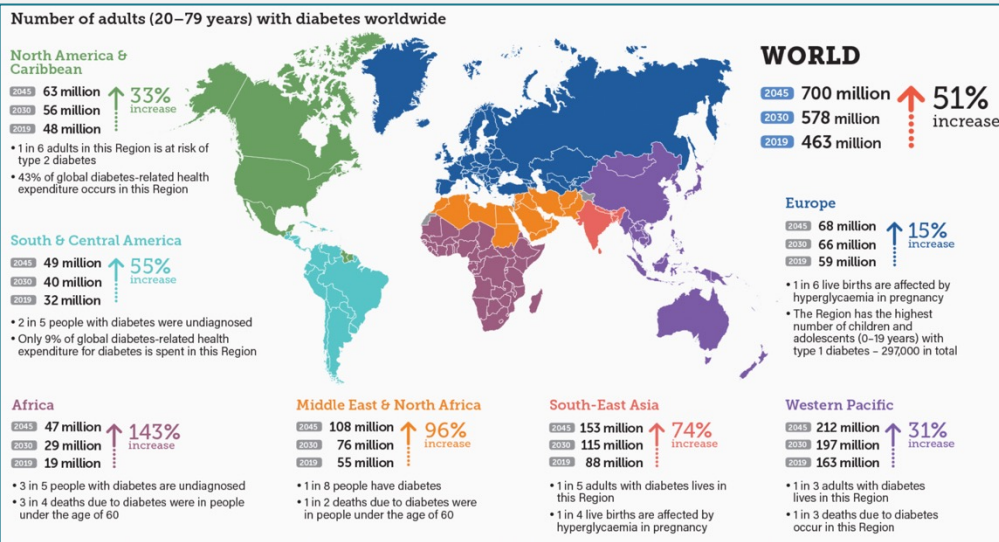 Number of adults (20–79 years) with diabetes worldwide
North America &
Caribbean
2045 63 million
2030 56 million
2019 48 million
33%
increase
• 1 in 6 adults in this Region is at risk of
type 2 diabetes
• 43% of global diabetes-related health
expenditure occurs in this Region
South & Central America
2045 49 million
2030 40 million
2019 32 million
55%
increase
• 2 in 5 people with diabetes were undiagnosed
• Only 9% of global diabetes-related health
expenditure for diabetes is spent in this Region
WORLD
2045 700 million
2030 578 million
2019 463 million
51%
increase
Europe
2045 68 million
2030 66 million
2019 59 million
15%
increase
• 1 in 6 live births are affected by
hyperglycaemia in pregnancy
• The Region has the highest
number of children and
adolescents (0–19 years) with
type 1 diabetes – 297,000 in total
Africa
2045 47 million
2030 29 million
2019 19 million
143%
increase
• 3 in 5 people with diabetes are undiagnosed
• 3 in 4 deaths due to diabetes were in people
under the age of 60
Middle East & North Africa
2045 108 million
2030 76 million
2019 55 million
96%
increase
• 1 in 8 people have diabetes
• 1 in 2 deaths due to diabetes were
in people under the age of 60
South-East Asia
2045 153 million
2030 115 million
2019 88 million
74%
increase
• 1 in 5 adults with diabetes lives in
this Region
• 1 in 4 live births are affected by
hyperglycaemia in pregnancy
Western Pacific
2045 212 million
2030 197 million
2019 163 million
31%
increase
• 1 in 3 adults with diabetes
lives in this Region
• 1 in 3 deaths due to diabetes
occur in this Region